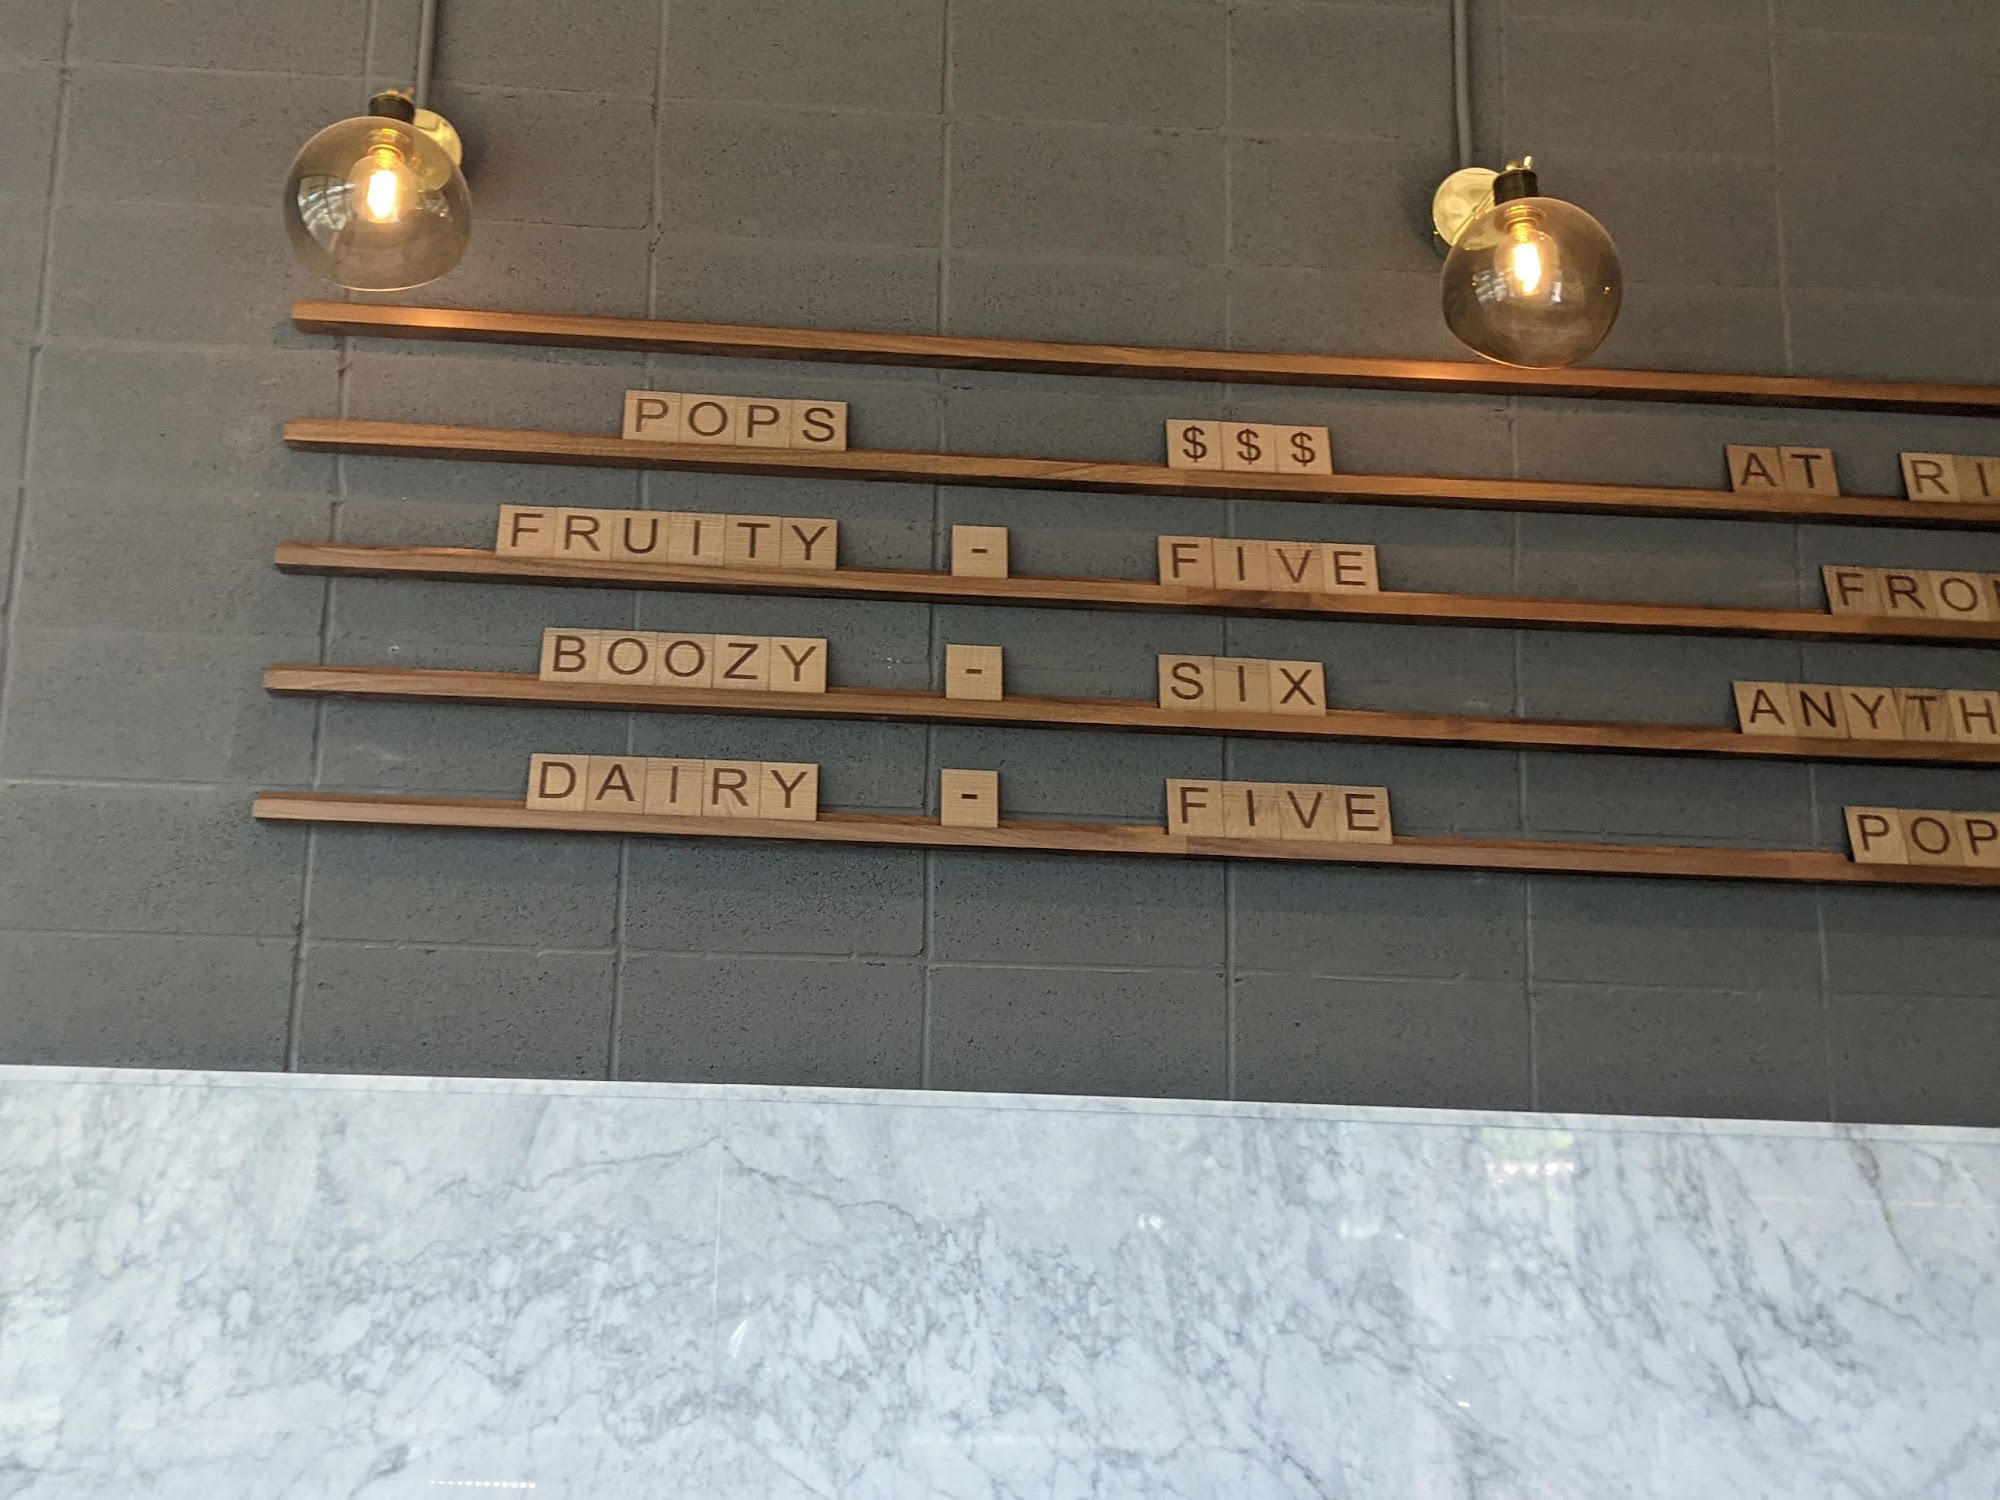 POPS $$$ AT
FRUITY - FIVE
BOOZY - SIX
DAIRY - FIVE